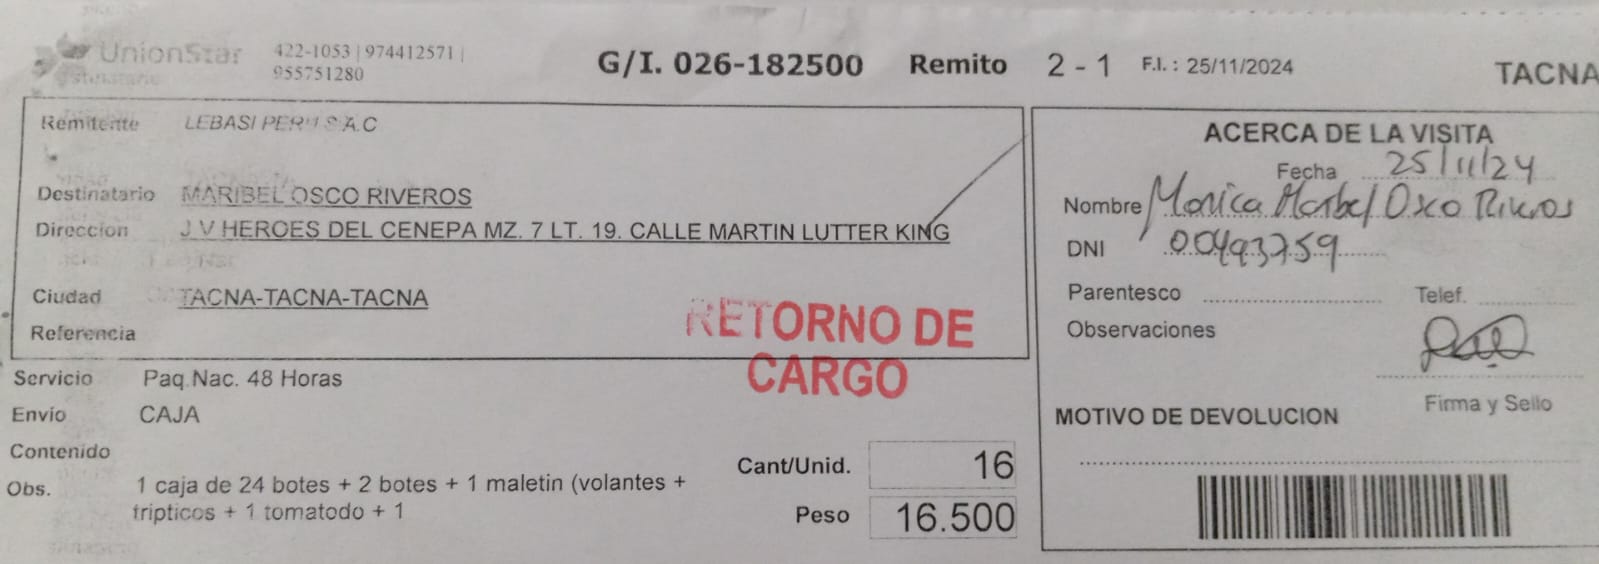 UnionStar 422-1053 | 974412571 | 955751280
G/I. 026-182500 Remito 2 - 1 F.I. : 25/11/2024 TACNA
Remitente LEBASI PERU S.A.C
Destinatario MARIBEL OSCO RIVEROS
Direccion J V HEROES DEL CENEPA MZ. 7 LT. 19. CALLE MARTIN LUTTER KING
Ciudad TACNA-TACNA-TACNA
Referencia
RETORNO DE
CARGO
Servicio Paq.Nac. 48 Horas
Envio CAJA
Contenido
Obs. 1 caja de 24 botes + 2 botes + 1 maletin (volantes +
tripticos + 1 tomatodo + 1
Cant/Unid. 16
Peso 16.500
ACERCA DE LA VISITA
Fecha 25/11/24
Nombre Monica Maribel Osco Riveros
DNI 00493759
Parentesco Telef.
Observaciones
Firma y Sello
MOTIVO DE DEVOLUCION